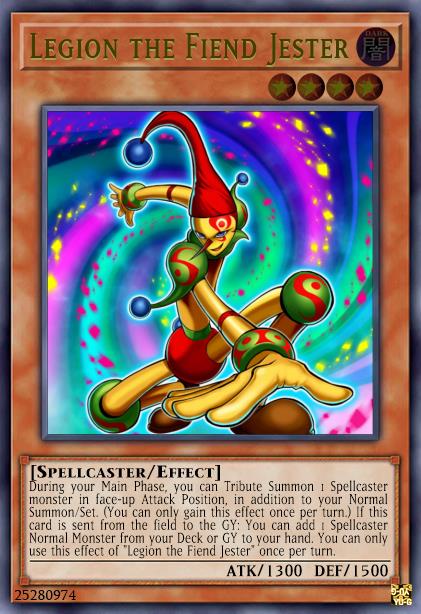 Legion the Fiend Jester
DARK
闇
[Spellcaster/Effect]
During your Main Phase, you can Tribute Summon 1 Spellcaster
monster in face-up Attack Position, in addition to your Normal
Summon/Set. (You can only gain this effect once per turn.) If this
card is sent from the field to the GY: You can add 1 Spellcaster
Normal Monster from your Deck or GY to your hand. You can only
use this effect of "Legion the Fiend Jester" once per turn.
ATK/1300 DEF/1500
25280974